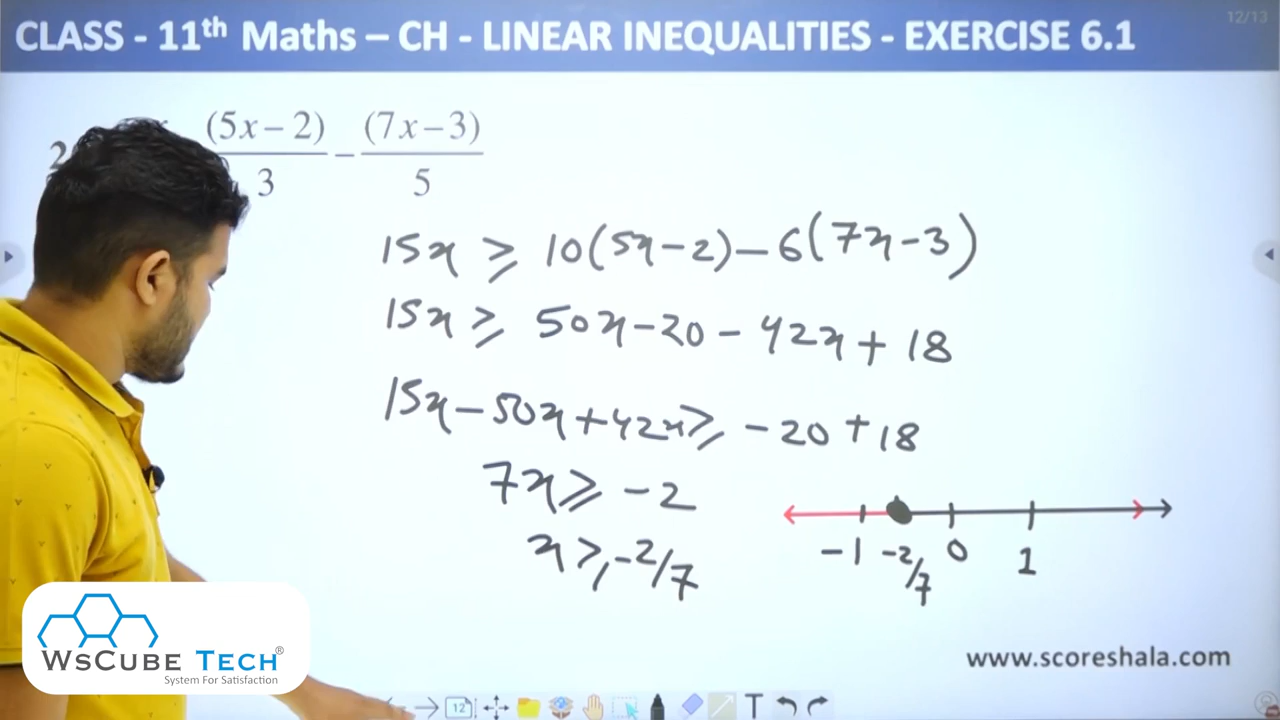 12/13
CLASS - 11th Maths – CH - LINEAR INEQUALITIES - EXERCISE 6.1
(5x – 2)/3 – (7x – 3)/5
15x ≥ 10(5x – 2) – 6(7x – 3)
15x ≥ 50x – 20 – 42x + 18
15x – 50x + 42x ≥ – 20 + 18
7x ≥ – 2
x ≥ –2/7
–1 –2/7 0 1
WsCube Tech®
System For Satisfaction
www.scoreshala.com
12
T